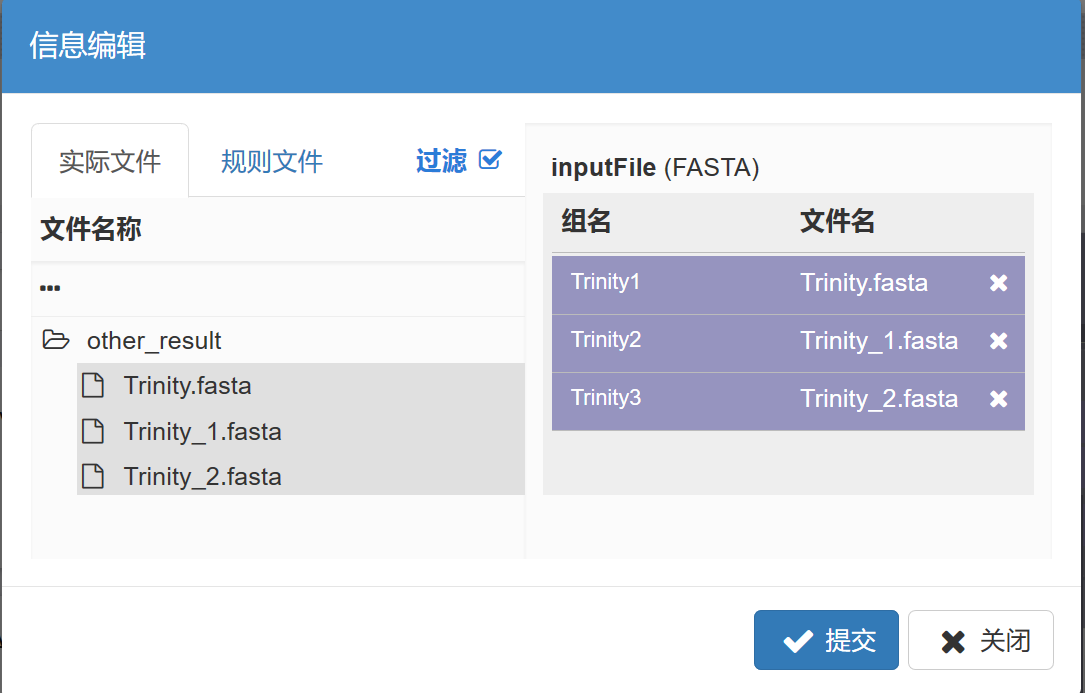 信息编辑
实际文件 规则文件 过滤
文件名称
...
other_result
Trinity.fasta
Trinity_1.fasta
Trinity_2.fasta
inputFile (FASTA)
组名 文件名
Trinity1 Trinity.fasta
Trinity2 Trinity_1.fasta
Trinity3 Trinity_2.fasta
提交 关闭